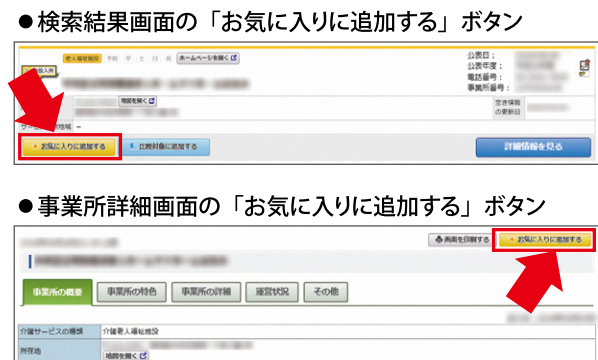 ●検索結果画面の「お気に入りに追加する」ボタン
老人福祉施設
ホームページを開く
公表日：
公表年度：
電話番号：
事業所番号：
地図を開く
空き情報の更新日
お気に入りに追加する
比較対象に追加する
詳細情報を見る
●事業所詳細画面の「お気に入りに追加する」ボタン
画面を印刷する
お気に入りに追加する
事業所の概要
事業所の特色
事業所の詳細
運営状況
その他
介護サービスの種類
介護老人福祉施設
所在地
地図を開く